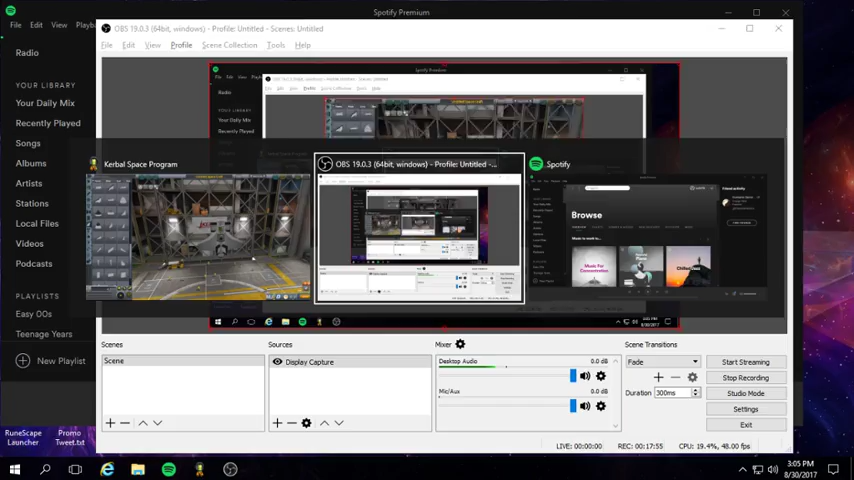 Spotify Premium
File Edit View Playba
OBS 19.0.3 (64bit, windows) - Profile: Untitled - Scenes: Untitled
File Edit View Profile Scene Collection Tools Help
Radio
YOUR LIBRARY
Your Daily Mix
Recently Played
Songs
Albums
Artists
Stations
Local Files
Videos
Podcasts
PLAYLISTS
Easy 00s
Teenage Years
New Playlist
Kerbal Space Program
OBS 19.0.3 (64bit, windows) - Profile: Untitled -...
Spotify
Browse
Scenes
Scene
Sources
Display Capture
Mixer
Desktop Audio 0.0 dB
Mic/Aux 0.0 dB
Scene Transitions
Fade
Duration 300ms
Start Streaming
Stop Recording
Studio Mode
Settings
Exit
LIVE: 00:00:00 REC: 00:17:55 CPU: 19.4%, 48.00 fps
RuneScape Launcher
Promo Tweet.txt
3:05 PM
8/30/2017